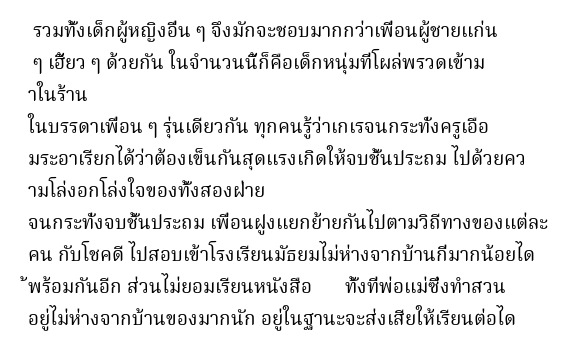 รวมทั้งเด็กผู้หญิงอื่น ๆ จึงมักจะชอบมากกว่าเพื่อนผู้ชายแก่น
ๆ เฮี้ยว ๆ ด้วยกัน ในจำนวนนี้ก็คือเด็กหนุ่มที่โผล่พรวดเข้าม
าในร้าน
ในบรรดาเพื่อน ๆ รุ่นเดียวกัน ทุกคนรู้ว่าเกเรจนกระทั่งครูเอือ
มระอาเรียกได้ว่าต้องเข็นกันสุดแรงเกิดให้จบชั้นประถม ไปด้วยคว
ามโล่งอกโล่งใจของทั้งสองฝ่าย
จนกระทั่งจบชั้นประถม เพื่อนฝูงแยกย้ายกันไปตามวิถีทางของแต่ละ
คน กับโชคดี ไปสอบเข้าโรงเรียนมัธยมไม่ห่างจากบ้านกี่มากน้อยได
้พร้อมกันอีก ส่วนไม่ยอมเรียนหนังสือ ทั้งที่พ่อแม่ซึ่งทำสวน
อยู่ไม่ห่างจากบ้านของมากนัก อยู่ในฐานะจะส่งเสียให้เรียนต่อได